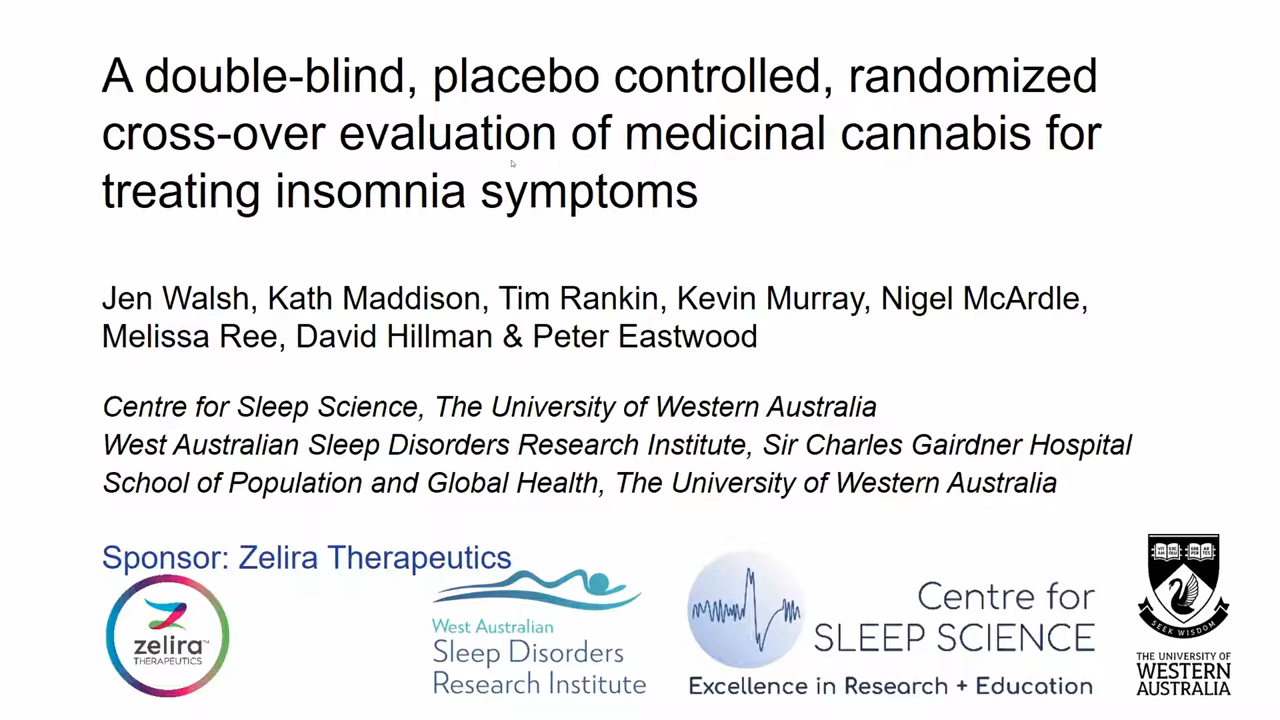 A double-blind, placebo controlled, randomized
cross-over evaluation of medicinal cannabis for
treating insomnia symptoms
Jen Walsh, Kath Maddison, Tim Rankin, Kevin Murray, Nigel McArdle,
Melissa Ree, David Hillman & Peter Eastwood
Centre for Sleep Science, The University of Western Australia
West Australian Sleep Disorders Research Institute, Sir Charles Gairdner Hospital
School of Population and Global Health, The University of Western Australia
Sponsor: Zelira Therapeutics
zelira™
THERAPEUTICS
West Australian
Sleep Disorders
Research Institute
Centre for
SLEEP SCIENCE
Excellence in Research + Education
SEEK WISDOM
THE UNIVERSITY OF
WESTERN
AUSTRALIA